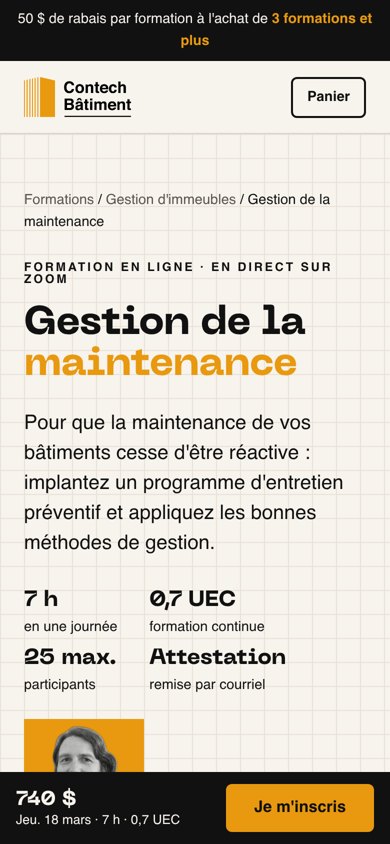 50 $ de rabais par formation à l'achat de 3 formations et
plus
Contech
Bâtiment
Panier
Formations / Gestion d'immeubles / Gestion de la
maintenance
FORMATION EN LIGNE · EN DIRECT SUR
ZOOM
Gestion de la
maintenance
Pour que la maintenance de vos
bâtiments cesse d'être réactive :
implantez un programme d'entretien
préventif et appliquez les bonnes
méthodes de gestion.
7 h
en une journée
0,7 UEC
formation continue
25 max.
participants
Attestation
remise par courriel
740 $
Jeu. 18 mars · 7 h · 0,7 UEC
Je m'inscris